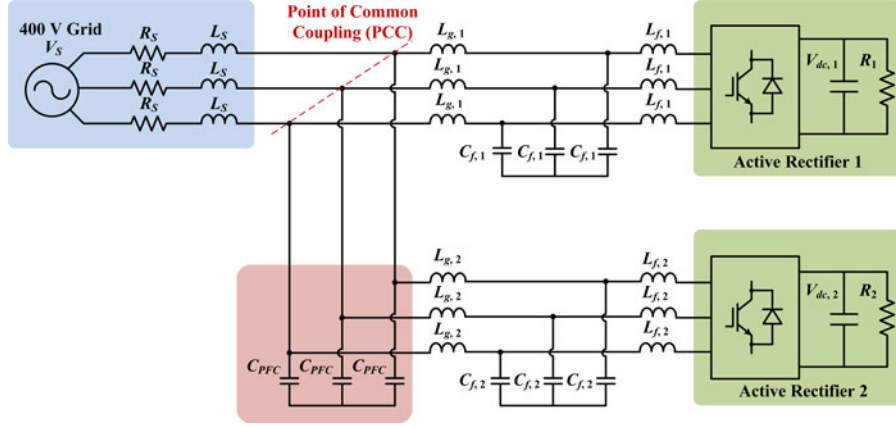 400 V Grid
V_S
R_S
L_S
R_S
L_S
R_S
L_S
Point of Common
Coupling (PCC)
L_g, 1
L_g, 1
L_g, 1
L_f, 1
L_f, 1
L_f, 1
C_f, 1
C_f, 1
C_f, 1
V_dc, 1
R_1
Active Rectifier 1
L_g, 2
L_g, 2
L_g, 2
L_f, 2
L_f, 2
L_f, 2
C_PFC
C_PFC
C_PFC
C_f, 2
C_f, 2
C_f, 2
V_dc, 2
R_2
Active Rectifier 2